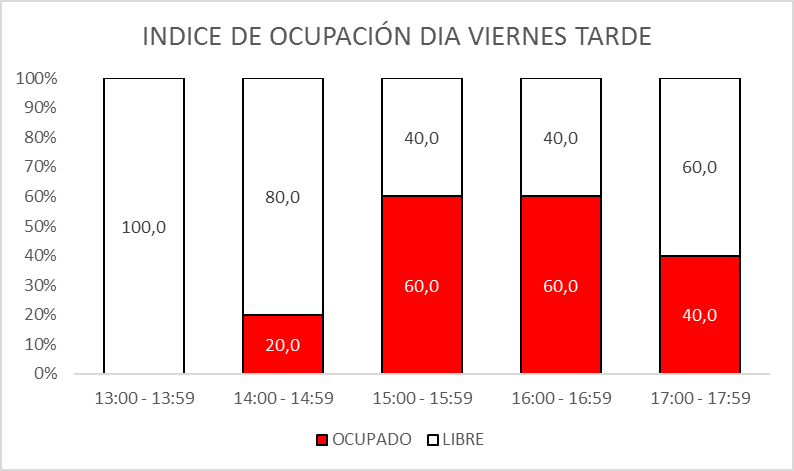 INDICE DE OCUPACIÓN DIA VIERNES TARDE
100%
90%
80%
70%
60%
50%
40%
30%
20%
10%
0%
100,0
80,0
20,0
40,0
60,0
40,0
60,0
60,0
40,0
13:00 - 13:59
14:00 - 14:59
15:00 - 15:59
16:00 - 16:59
17:00 - 17:59
OCUPADO LIBRE